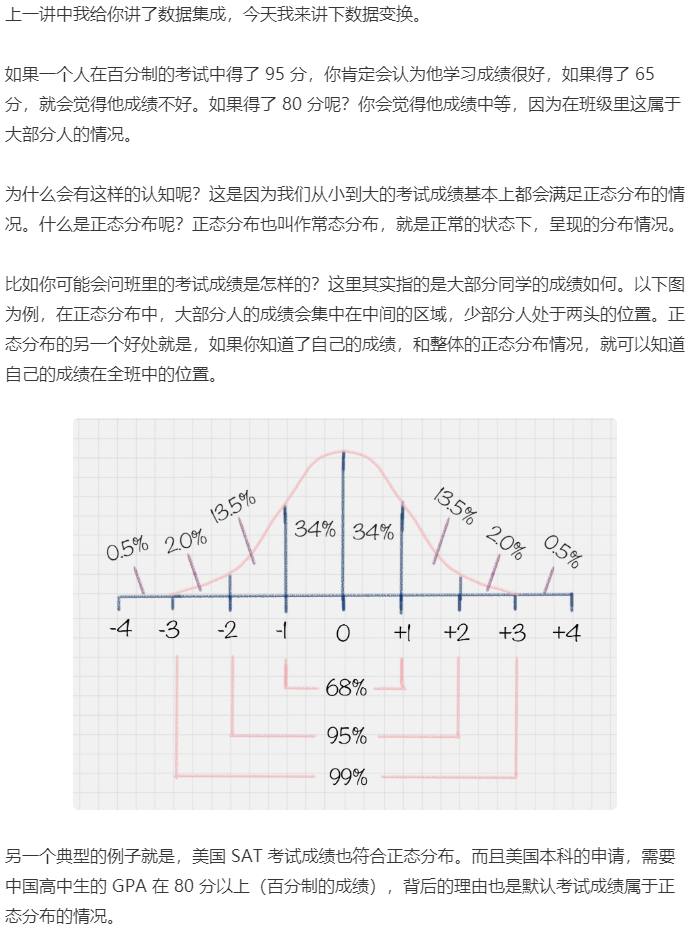 上一讲中我给你讲了数据集成，今天我来讲下数据变换。
如果一个人在百分制的考试中得了 95 分，你肯定会认为他学习成绩很好，如果得了 65
分，就会觉得他成绩不好。如果得了 80 分呢？你会觉得他成绩中等，因为在班级里这属于
大部分人的情况。
为什么会有这样的认知呢？这是因为我们从小到大的考试成绩基本上都会满足正态分布的情
况。什么是正态分布呢？正态分布也叫作常态分布，就是正常的状态下，呈现的分布情况。
比如你可能会问班里的考试成绩是怎样的？这里其实指的是大部分同学的成绩如何。以下图
为例，在正态分布中，大部分人的成绩会集中在中间的区域，少部分人处于两头的位置。正
态分布的另一个好处就是，如果你知道了自己的成绩，和整体的正态分布情况，就可以知道
自己的成绩在全班中的位置。
0.5% 2.0% 13.5% 34% 34% 13.5% 2.0% 0.5%
-4 -3 -2 -1 0 +1 +2 +3 +4
68%
95%
99%
另一个典型的例子就是，美国 SAT 考试成绩也符合正态分布。而且美国本科的申请，需要
中国高中生的 GPA 在 80 分以上（百分制的成绩），背后的理由也是默认考试成绩属于正
态分布的情况。